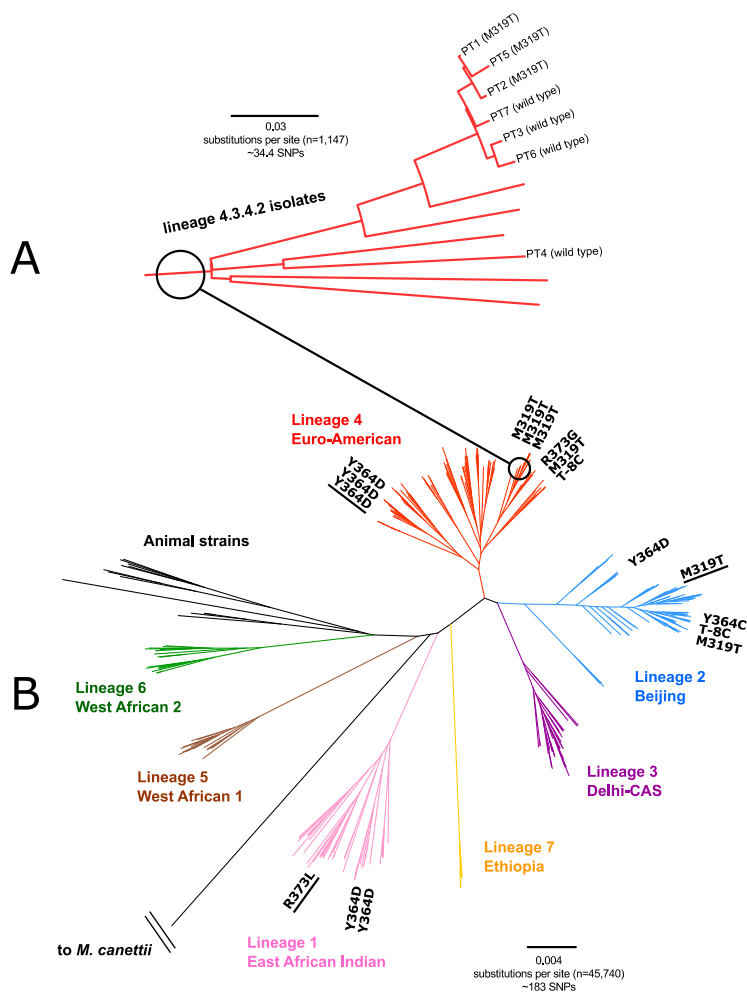 PT1 (M319T)
PT5 (M319T)
PT2 (M319T)
PT7 (wild type)
PT3 (wild type)
PT6 (wild type)
0.03
substitutions per site (n=1,147)
~34.4 SNPs
lineage 4.3.4.2 isolates
A
PT4 (wild type)
Lineage 4
Euro-American
M319T
M319T
M319T
R373G
M319T
T-8C
Y364D
Y364D
Y364D
Animal strains
Y364D
M319T
Y364C
T-8C
M319T
Lineage 6
West African 2
B
Lineage 2
Beijing
Lineage 5
West African 1
Lineage 3
Delhi-CAS
Lineage 7
Ethiopia
R373L
Y364D
Y364D
to M. canettii
Lineage 1
East African Indian
0.004
substitutions per site (n=45,740)
~183 SNPs